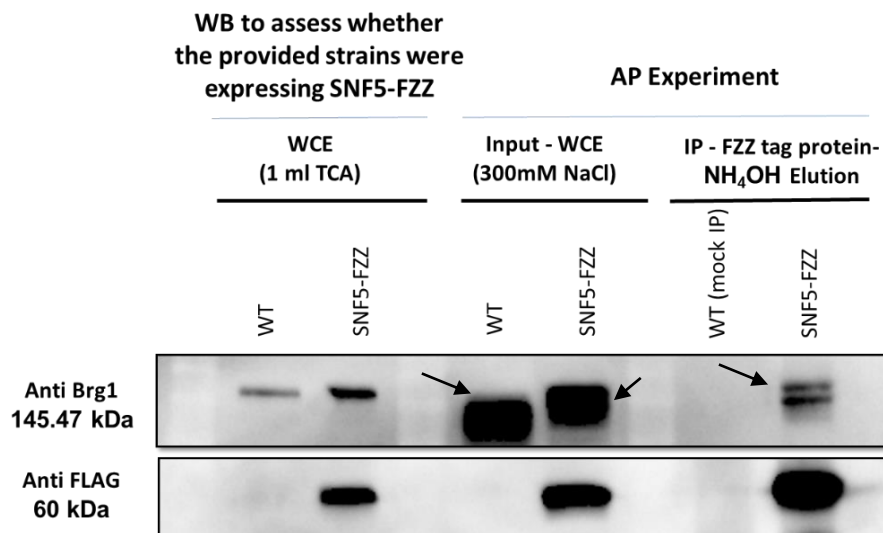 WB to assess whether
the provided strains were
expressing SNF5-FZZ
AP Experiment
WCE
(1 ml TCA)
Input - WCE
(300mM NaCl)
IP - FZZ tag protein-
NH₄OH Elution
WT
SNF5-FZZ
WT
SNF5-FZZ
WT (mock IP)
SNF5-FZZ
Anti Brg1
145.47 kDa
Anti FLAG
60 kDa